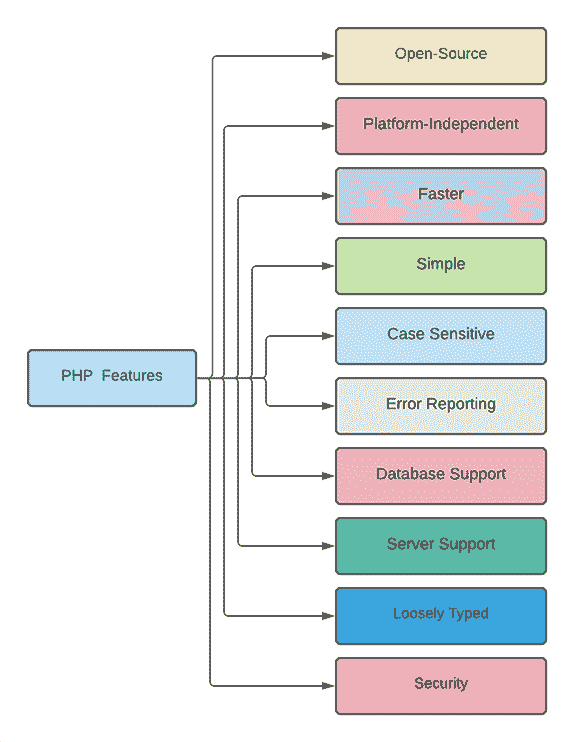 Open-Source
Platform-Independent
Faster
Simple
Case Sensitive
PHP Features
Error Reporting
Database Support
Server Support
Loosely Typed
Security